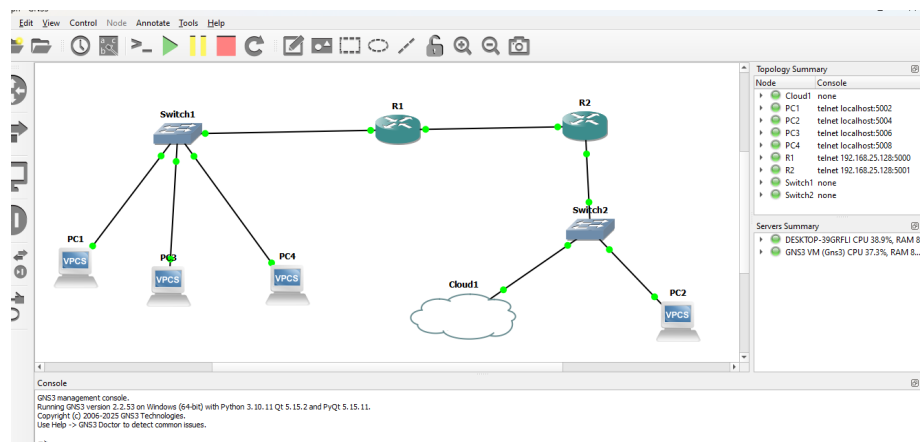 GNS3
Edit View Control Node Annotate Tools Help
Topology Summary
Node Console
Cloud1 none
PC1 telnet localhost:5002
PC2 telnet localhost:5004
PC3 telnet localhost:5006
PC4 telnet localhost:5008
R1 telnet 192.168.25.128:5000
R2 telnet 192.168.25.128:5001
Switch1 none
Switch2 none
Servers Summary
DESKTOP-39GRFLI CPU 38.9%, RAM 8
GNS3 VM (Gns3) CPU 37.3%, RAM 8...
R1
R2
Switch1
Switch2
PC1
VPCS
PC3
VPCS
PC4
VPCS
Cloud1
PC2
VPCS
Console
GNS3 management console.
Running GNS3 version 2.2.53 on Windows (64-bit) with Python 3.10.11 Qt 5.15.2 and PyQt 5.15.11.
Copyright (c) 2006-2025 GNS3 Technologies.
Use Help -> GNS3 Doctor to detect common issues.